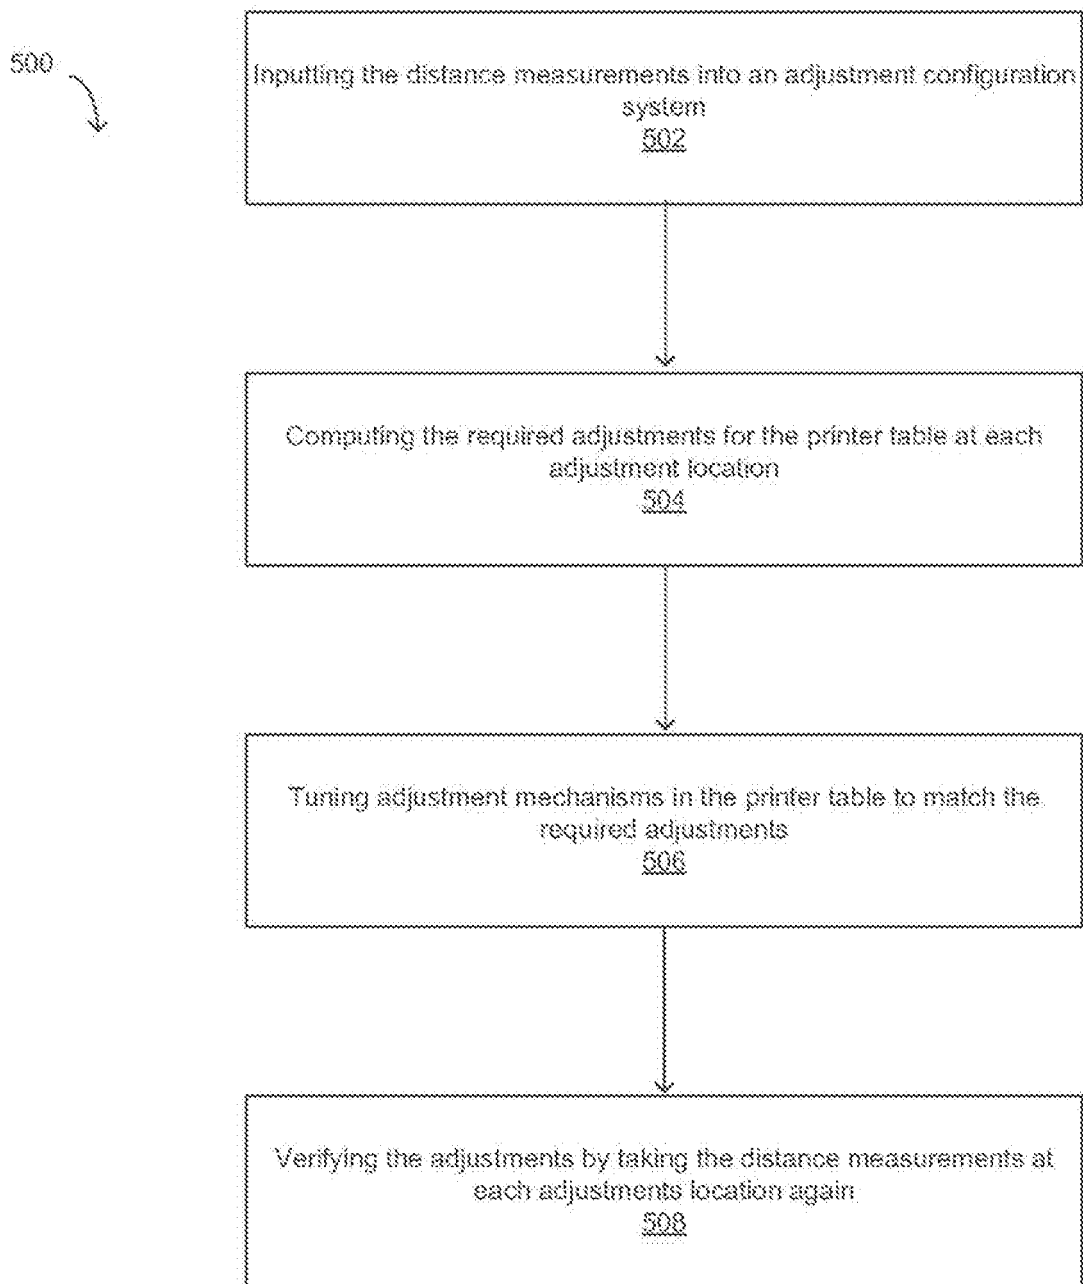 500
Inputting the distance measurements into an adjustment configuration
system
502
Computing the required adjustments for the printer table at each
adjustment location
504
Tuning adjustment mechanisms in the printer table to match the
required adjustments
506
Verifying the adjustments by taking the distance measurements at
each adjustments location again
508